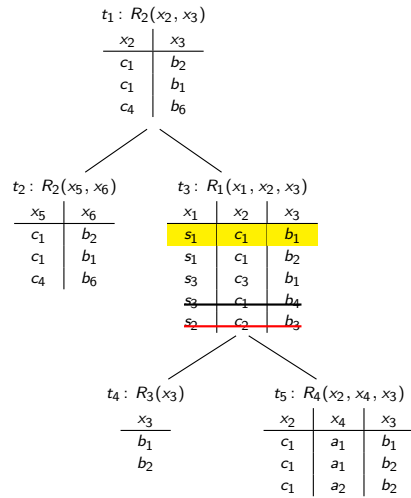 t₁: R₂(x₂, x₃)
x₂ x₃
c₁ b₂
c₁ b₁
c₄ b₆
t₂: R₂(x₅, x₆)
x₅ x₆
c₁ b₂
c₁ b₁
c₄ b₆
t₃: R₁(x₁, x₂, x₃)
x₁ x₂ x₃
s₁ c₁ b₁
s₁ c₁ b₂
s₃ c₃ b₁
s₃ c₁ b₄
s₂ c₂ b₃
t₄: R₃(x₃)
x₃
b₁
b₂
t₅: R₄(x₂, x₄, x₃)
x₂ x₄ x₃
c₁ a₁ b₁
c₁ a₁ b₂
c₁ a₂ b₂